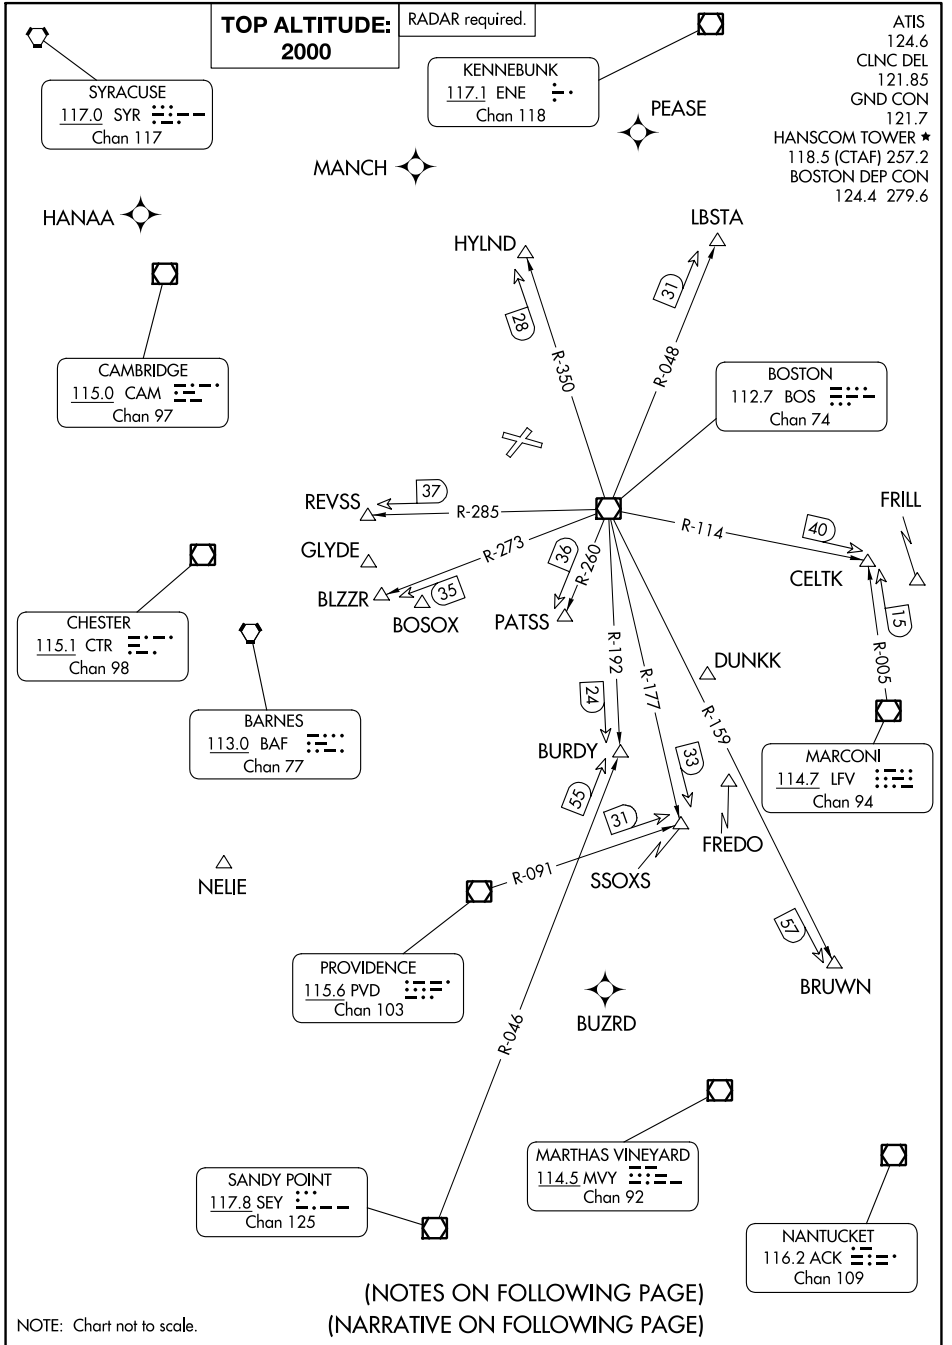 TOP ALTITUDE:
2000
RADAR required.
ATIS
124.6
CLNC DEL
121.85
GND CON
121.7
HANSCOM TOWER ★
118.5 (CTAF) 257.2
BOSTON DEP CON
124.4 279.6
SYRACUSE
117.0 SYR
Chan 117
KENNEBUNK
117.1 ENE
Chan 118
PEASE
MANCH
HANAA
HYLND
LBSTA
31
28
CAMBRIDGE
115.0 CAM
Chan 97
R-350
R-048
BOSTON
112.7 BOS
Chan 74
REVSS
37
R-285
R-114
40
FRILL
GLYDE
R-273
36
R-260
CELTK
BLZZR
35
BOSOX
PATSS
15
CHESTER
115.1 CTR
Chan 98
R-192
R-177
DUNKK
R-005
24
R-159
BARNES
113.0 BAF
Chan 77
BURDY
33
MARCONI
114.7 LFV
Chan 94
55
31
FREDO
NELIE
R-091
SSOXS
57
PROVIDENCE
115.6 PVD
Chan 103
BRUWN
BUZRD
R-046
MARTHAS VINEYARD
114.5 MVY
Chan 92
SANDY POINT
117.8 SEY
Chan 125
NANTUCKET
116.2 ACK
Chan 109
(NOTES ON FOLLOWING PAGE)
NOTE: Chart not to scale.
(NARRATIVE ON FOLLOWING PAGE)